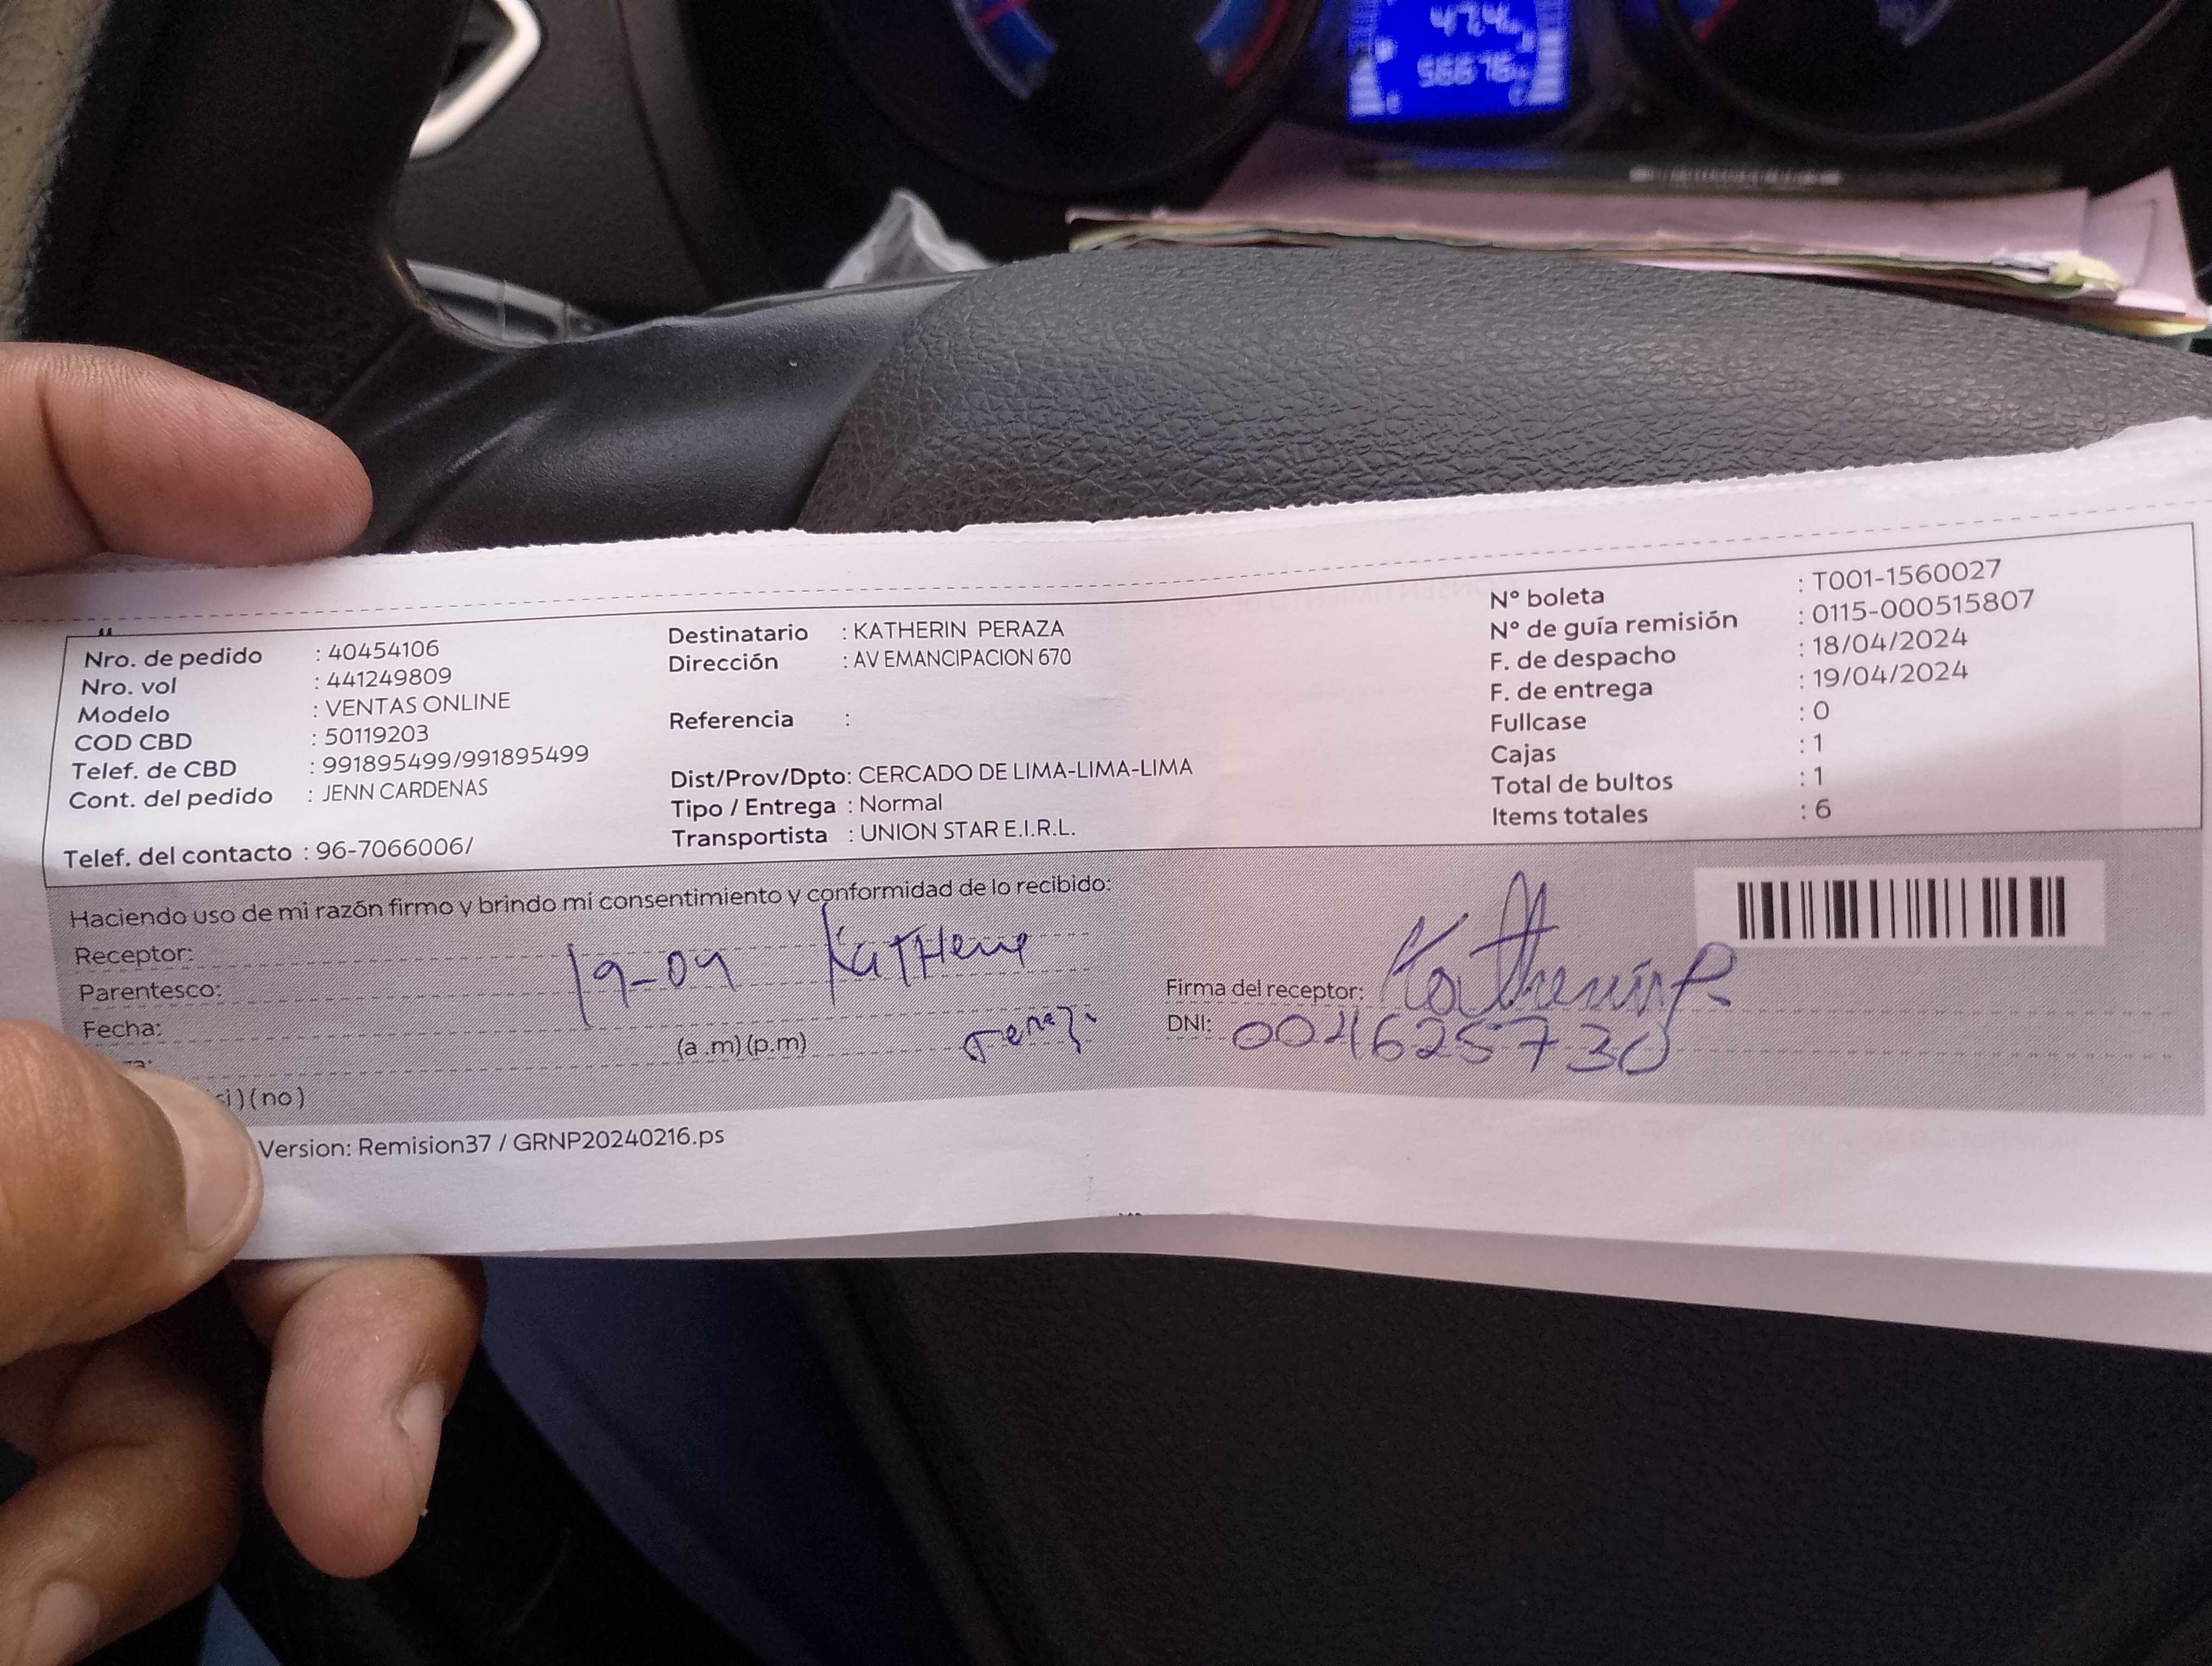 Nro. de pedido : 40454106
Nro. vol : 441249809
Modelo : VENTAS ONLINE
COD CBD : 50119203
Telef. de CBD : 991895499/991895499
Cont. del pedido : JENN CARDENAS
Telef. del contacto : 96-7066006/
Destinatario : KATHERIN PERAZA
Dirección : AV EMANCIPACION 670
Referencia :
Dist/Prov/Dpto: CERCADO DE LIMA-LIMA-LIMA
Tipo / Entrega : Normal
Transportista : UNION STAR E.I.R.L.
N° boleta : T001-1560027
N° de guía remisión : 0115-000515807
F. de despacho : 18/04/2024
F. de entrega : 19/04/2024
Fullcase : 0
Cajas : 1
Total de bultos : 1
Items totales : 6
Haciendo uso de mi razón firmo y brindo mi consentimiento y conformidad de lo recibido:
Receptor:
Parentesco: 19-04
Fecha:
(a .m) (p.m)
Firma del receptor: Katherin P.
DNI: 004625730
(no)
Version: Remision37 / GRNP20240216.ps